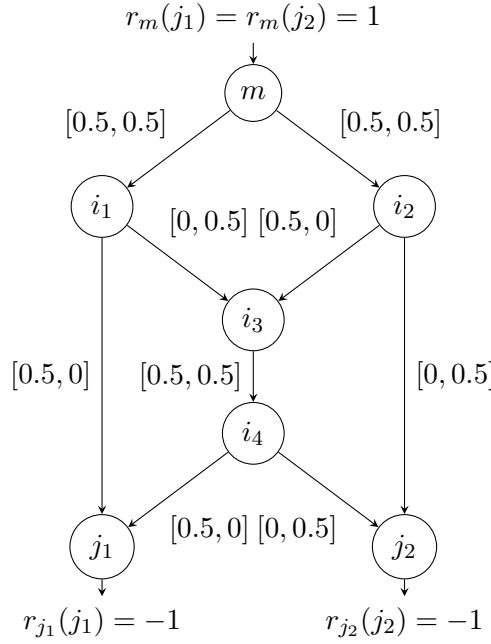 r_m(j_1) = r_m(j_2) = 1
m
[0.5, 0.5] [0.5, 0.5]
i_1 [0, 0.5] [0.5, 0] i_2
i_3
[0.5, 0] [0.5, 0.5] [0, 0.5]
i_4
j_1 [0.5, 0] [0, 0.5] j_2
r_{j_1}(j_1) = −1 r_{j_2}(j_2) = −1